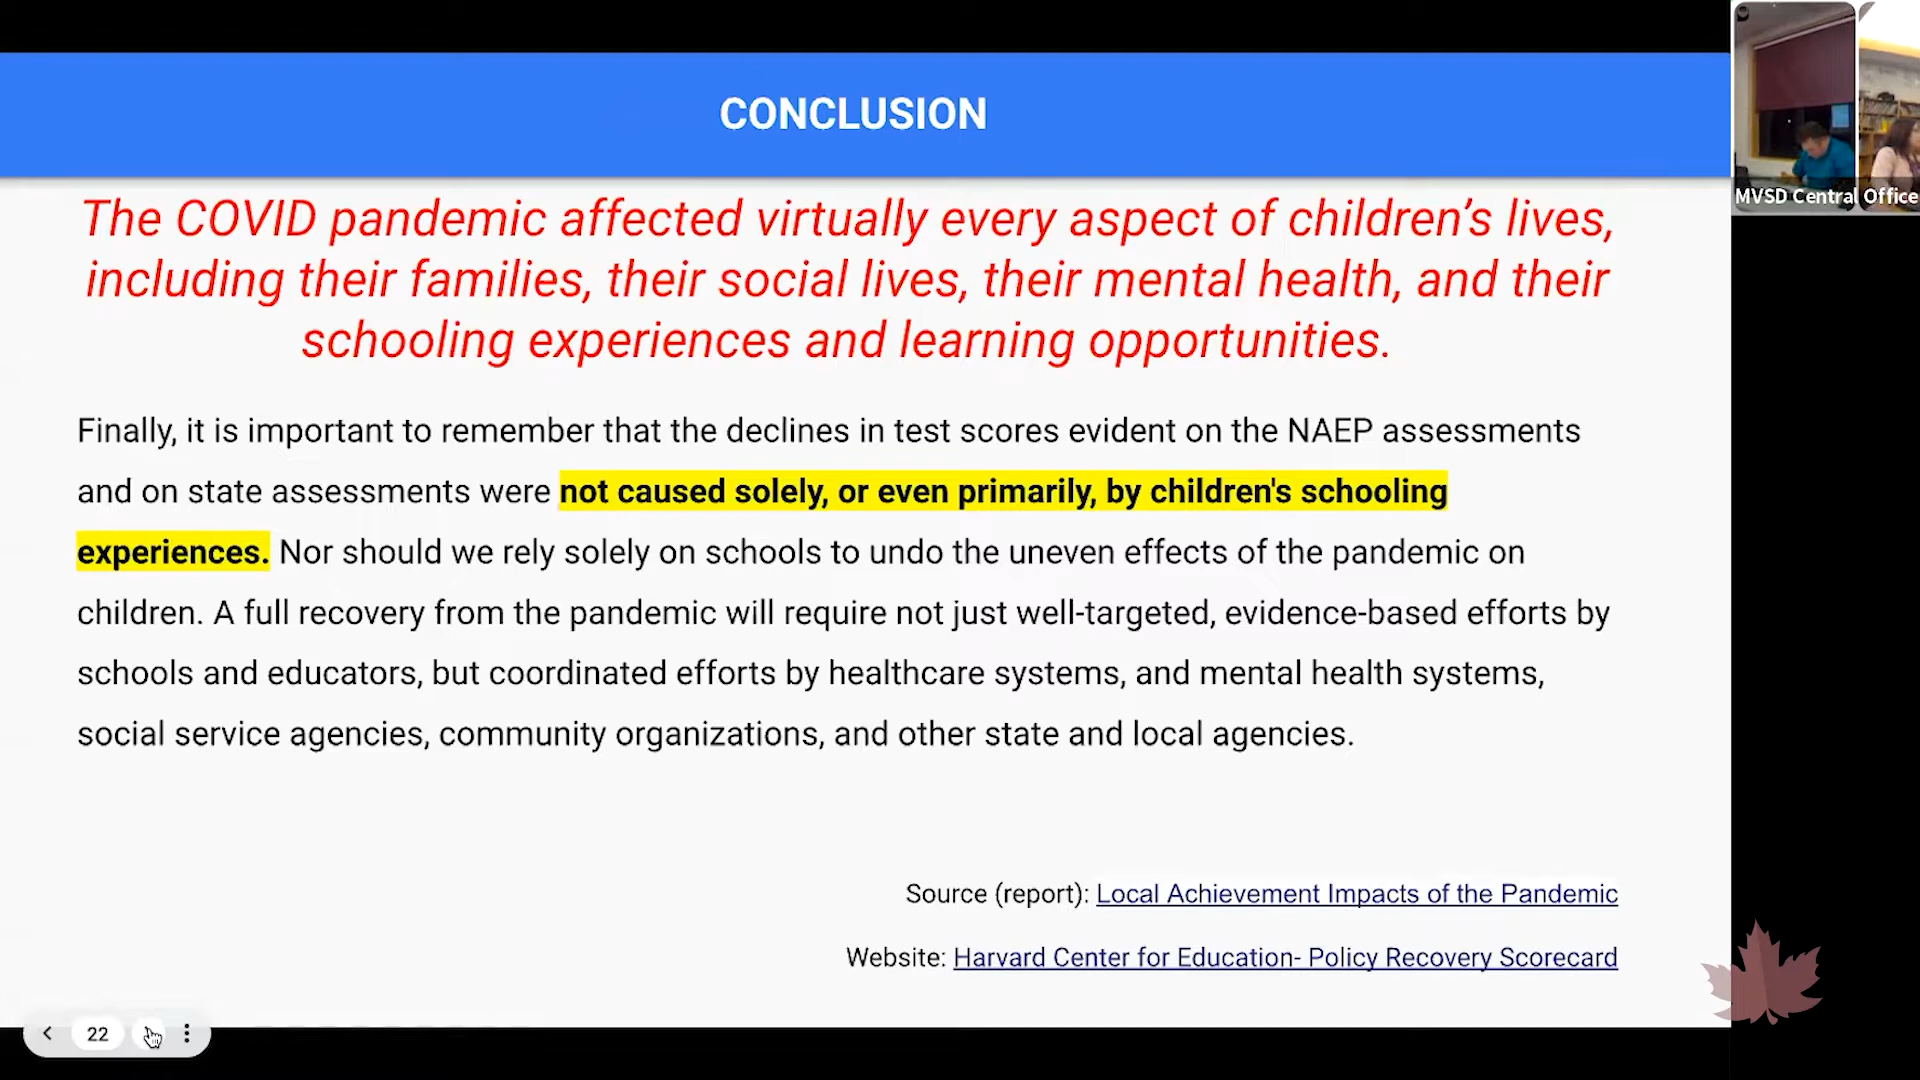 CONCLUSION
The COVID pandemic affected virtually every aspect of children’s lives,
including their families, their social lives, their mental health, and their
schooling experiences and learning opportunities.
Finally, it is important to remember that the declines in test scores evident on the NAEP assessments
and on state assessments were not caused solely, or even primarily, by children's schooling
experiences. Nor should we rely solely on schools to undo the uneven effects of the pandemic on
children. A full recovery from the pandemic will require not just well-targeted, evidence-based efforts by
schools and educators, but coordinated efforts by healthcare systems, and mental health systems,
social service agencies, community organizations, and other state and local agencies.
Source (report): Local Achievement Impacts of the Pandemic
Website: Harvard Center for Education- Policy Recovery Scorecard
22
MVSD Central Office